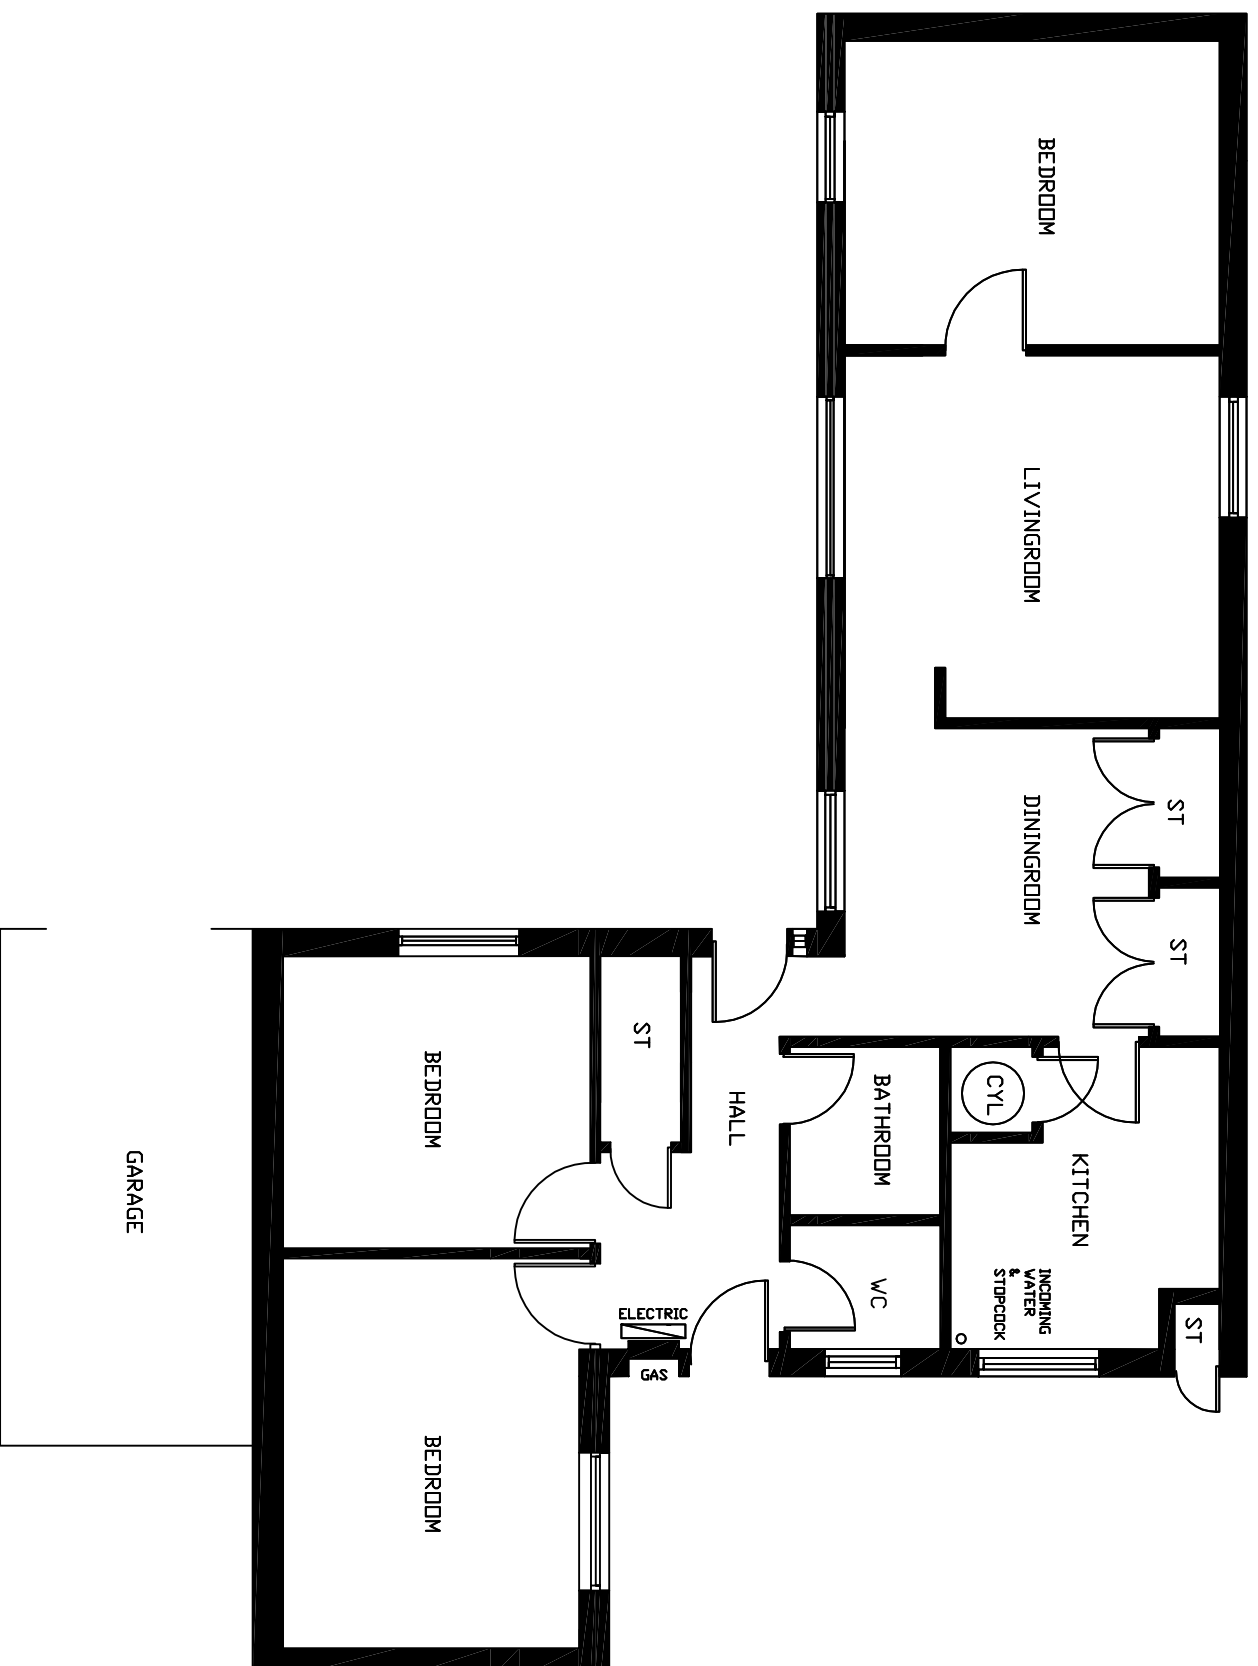 BEDROOM
LIVINGROOM
DININGROOM
ST
ST
KITCHEN
CYL
BATHROOM
WC
INCOMING
WATER
&
STOPCOCK
ST
HALL
ST
ELECTRIC
GAS
BEDROOM
BEDROOM
GARAGE